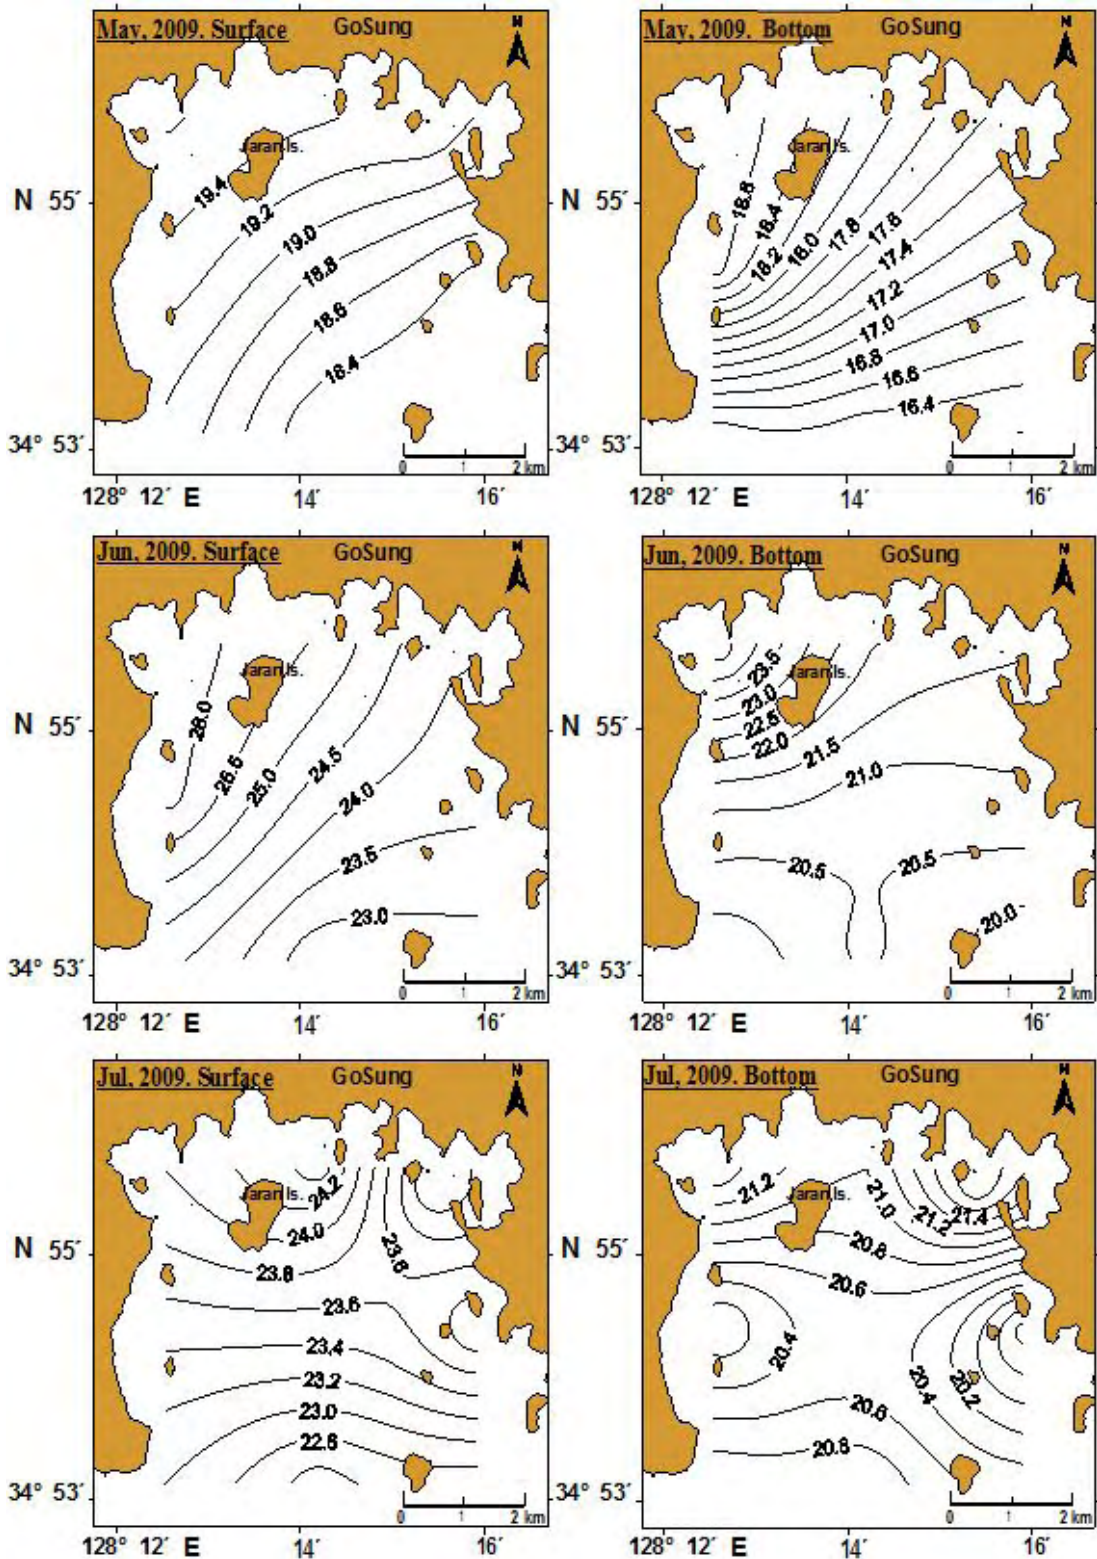 May, 2009. Surface
GoSung
N
Jaran Is.
19.4
19.2
19.0
18.8
18.6
18.4
N 55´
34° 53´
0 1 2 km
128° 12´ E 14´ 16´
May, 2009. Bottom
GoSung
N
Jaran Is.
18.8
18.4
18.2
18.0
17.8
17.6
17.4
17.2
17.0
16.8
16.6
16.4
N 55´
34° 53´
0 1 2 km
128° 12´ E 14´ 16´
Jun, 2009. Surface
GoSung
N
Jaran Is.
25.0
24.5
24.0
23.5
23.0
N 55´
34° 53´
0 1 2 km
128° 12´ E 14´ 16´
Jun, 2009. Bottom
GoSung
N
Jaran Is.
23.5
23.0
22.5
22.0
21.5
21.0
20.5
20.5
20.0
N 55´
34° 53´
0 1 2 km
128° 12´ E 14´ 16´
Jul, 2009. Surface
GoSung
N
Jaran Is.
24.2
24.0
23.8
23.6
23.4
23.2
23.0
N 55´
34° 53´
0 1 2 km
128° 12´ E 14´ 16´
Jul, 2009. Bottom
GoSung
N
Jaran Is.
21.2
21.0
21.2
21.4
20.8
20.6
20.4
20.4
20.2
20.6
20.8
N 55´
34° 53´
0 1 2 km
128° 12´ E 14´ 16´